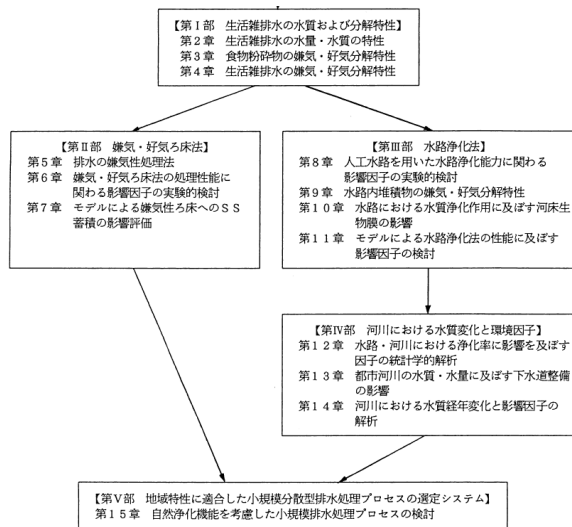 【第Ⅰ部 生活雑排水の水質および分解特性】
第２章 生活雑排水の水量・水質の特性
第３章 食物粉砕物の嫌気・好気分解特性
第４章 生活雑排水の嫌気・好気分解特性
【第Ⅱ部 嫌気・好気ろ床法】
第５章 排水の嫌気性処理法
第６章 嫌気・好気ろ床法の処理性能に
関わる影響因子の実験的検討
第７章 モデルによる嫌気性ろ床へのＳＳ
蓄積の影響評価
【第Ⅲ部 水路浄化法】
第８章 人工水路を用いた水路浄化能力に関わる
影響因子の実験的検討
第９章 水路内堆積物の嫌気・好気分解特性
第１０章 水路における水質浄化作用に及ぼす河床生
物膜の影響
第１１章 モデルによる水路浄化法の性能に及ぼす
影響因子の検討
【第Ⅳ部 河川における水質変化と環境因子】
第１２章 水路・河川における浄化率に影響を及ぼす
因子の統計学的解析
第１３章 都市河川の水質・水量に及ぼす下水道整備
の影響
第１４章 河川における水質経年変化と影響因子の
解析
【第Ⅴ部 地域特性に適合した小規模分散型排水処理プロセスの選定システム】
第１５章 自然浄化機能を考慮した小規模排水処理プロセスの検討